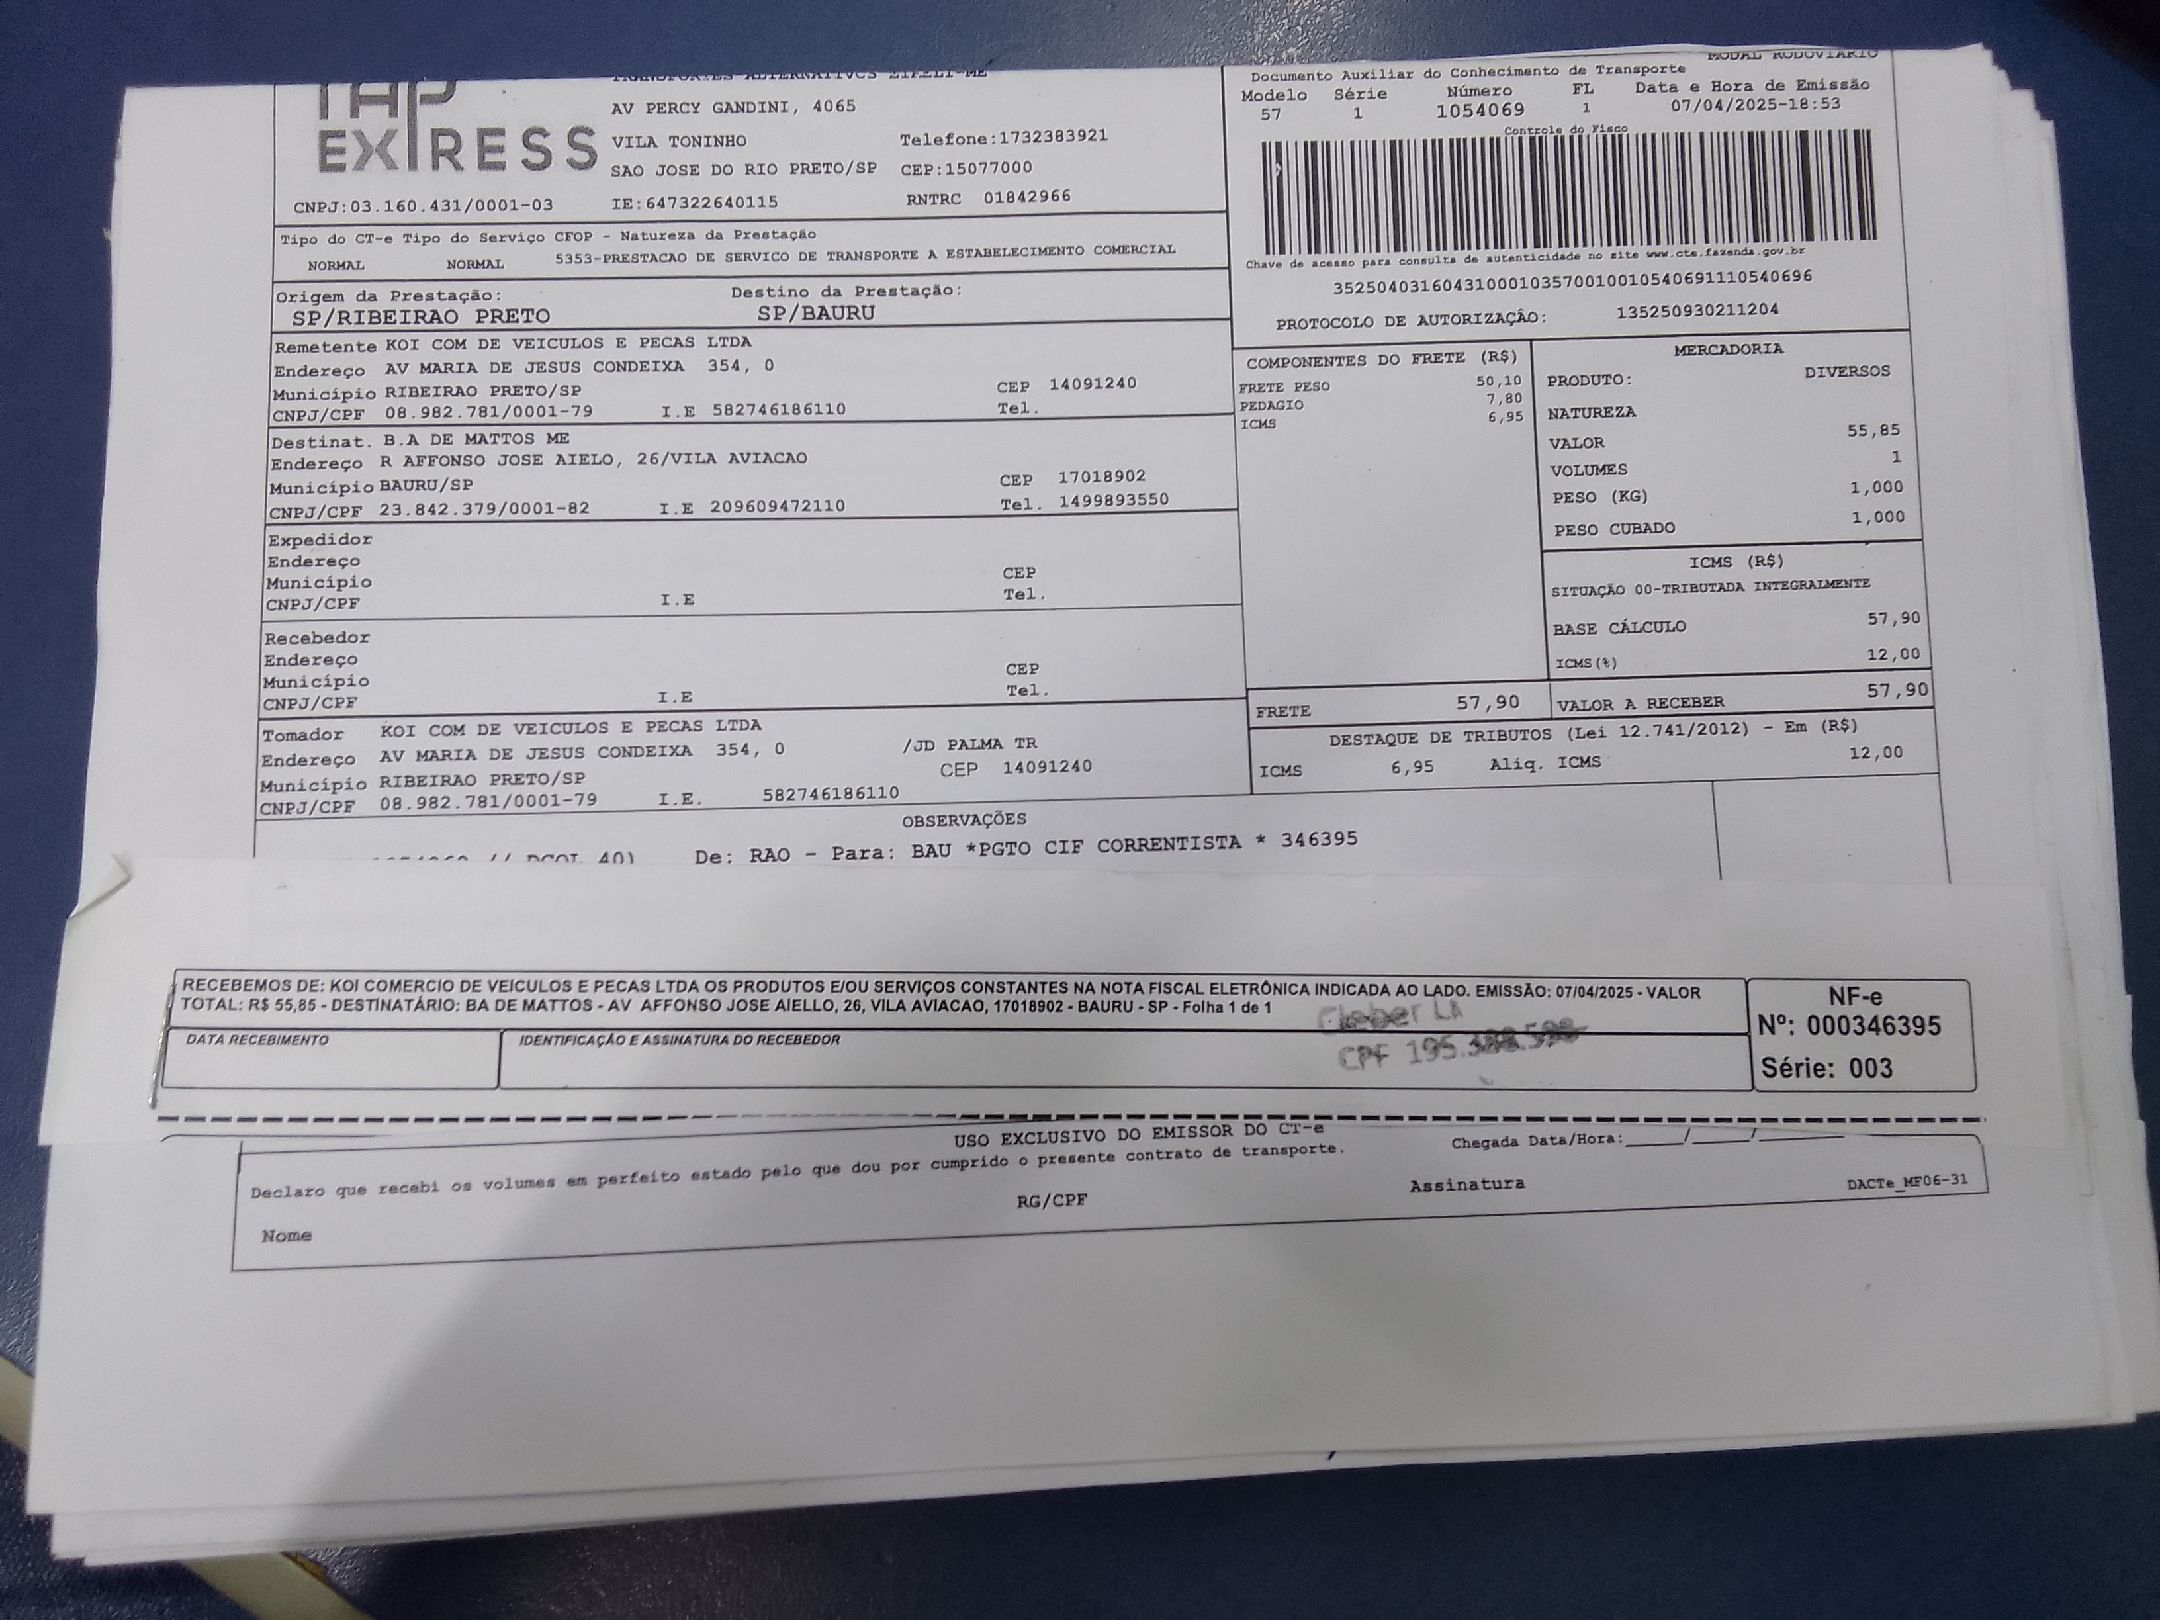 TAP
EXPRESS
TRANSPORTES ALTERNATIVOS
AV PERCY GANDINI, 4065
VILA TONINHO Telefone:1732383921
SAO JOSE DO RIO PRETO/SP CEP:15077000
CNPJ:03.160.431/0001-03 IE:647322640115 RNTRC 01842966
MODAL RODOVIARIO
Documento Auxiliar do Conhecimento de Transporte
Modelo Série Número FL Data e Hora de Emissão
57 1 1054069 1 07/04/2025-18:53
Controle do Fisco
Chave de acesso para consulta de autenticidade no site www.cte.fazenda.gov.br
35250403160431000103570010010540691110540696
PROTOCOLO DE AUTORIZAÇÃO: 135250930211204
Tipo do CT-e Tipo do Serviço CFOP - Natureza da Prestação
NORMAL NORMAL 5353-PRESTACAO DE SERVICO DE TRANSPORTE A ESTABELECIMENTO COMERCIAL
Origem da Prestação: Destino da Prestação:
SP/RIBEIRAO PRETO SP/BAURU
Remetente KOI COM DE VEICULOS E PECAS LTDA
Endereço AV MARIA DE JESUS CONDEIXA 354, 0
Município RIBEIRAO PRETO/SP CEP 14091240
CNPJ/CPF 08.982.781/0001-79 I.E 582746186110 Tel.
Destinat. B.A DE MATTOS ME
Endereço R AFFONSO JOSE AIELO, 26/VILA AVIACAO
Município BAURU/SP CEP 17018902
CNPJ/CPF 23.842.379/0001-82 I.E 209609472110 Tel. 1499893550
Expedidor
Endereço
Município CEP
CNPJ/CPF I.E Tel.
Recebedor
Endereço
Município CEP
CNPJ/CPF I.E Tel.
Tomador KOI COM DE VEICULOS E PECAS LTDA
Endereço AV MARIA DE JESUS CONDEIXA 354, 0 /JD PALMA TR
Município RIBEIRAO PRETO/SP CEP 14091240
CNPJ/CPF 08.982.781/0001-79 I.E. 582746186110
COMPONENTES DO FRETE (R$)
FRETE PESO 50,10
PEDAGIO 7,80
ICMS 6,95
MERCADORIA
PRODUTO: DIVERSOS
NATUREZA
VALOR 55,85
VOLUMES 1
PESO (KG) 1,000
PESO CUBADO 1,000
ICMS (R$)
SITUAÇÃO 00-TRIBUTADA INTEGRALMENTE
BASE CÁLCULO 57,90
ICMS(%) 12,00
FRETE 57,90 VALOR A RECEBER 57,90
DESTAQUE DE TRIBUTOS (Lei 12.741/2012) - Em (R$)
ICMS 6,95 Aliq. ICMS 12,00
OBSERVAÇÕES
De: RAO - Para: BAU *PGTO CIF CORRENTISTA * 346395
RECEBEMOS DE: KOI COMERCIO DE VEICULOS E PECAS LTDA OS PRODUTOS E/OU SERVIÇOS CONSTANTES NA NOTA FISCAL ELETRÔNICA INDICADA AO LADO. EMISSÃO: 07/04/2025 - VALOR
TOTAL: R$ 55,85 - DESTINATÁRIO: BA DE MATTOS - AV AFFONSO JOSE AIELLO, 26, VILA AVIACAO, 17018902 - BAURU - SP - Folha 1 de 1
Cleber
DATA RECEBIMENTO IDENTIFICAÇÃO E ASSINATURA DO RECEBEDOR
CPF
NF-e
Nº: 000346395
Série: 003
USO EXCLUSIVO DO EMISSOR DO CT-e
Chegada Data/Hora:_____/_____/_______
Declaro que recebi os volumes em perfeito estado pelo que dou por cumprido o presente contrato de transporte.
Nome RG/CPF Assinatura DACTe_MF06-31